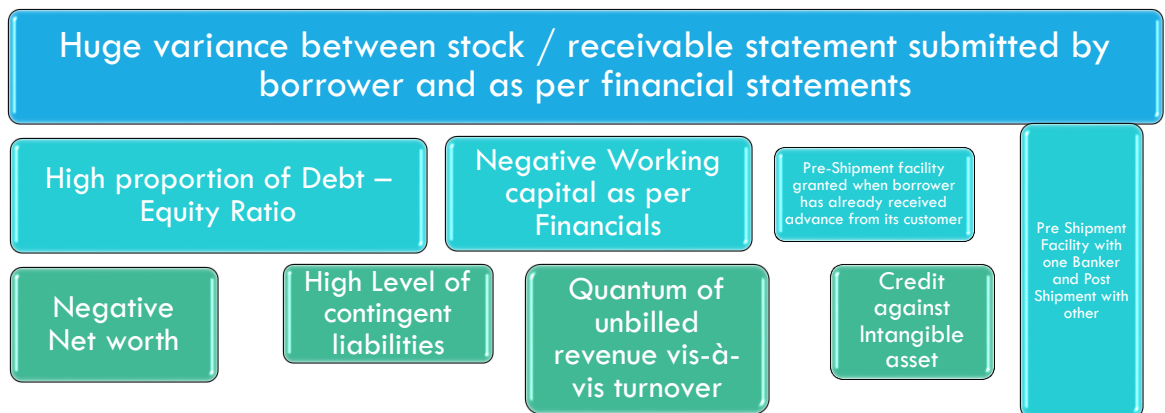 Huge variance between stock / receivable statement submitted by
borrower and as per financial statements
High proportion of Debt –
Equity Ratio
Negative Working
capital as per
Financials
Pre-Shipment facility
granted when borrower
has already received
advance from its customer
Pre Shipment
Facility with
one Banker
and Post
Shipment with
other
Negative
Net worth
High Level of
contingent
liabilities
Quantum of
unbilled
revenue vis-à-
vis turnover
Credit
against
Intangible
asset